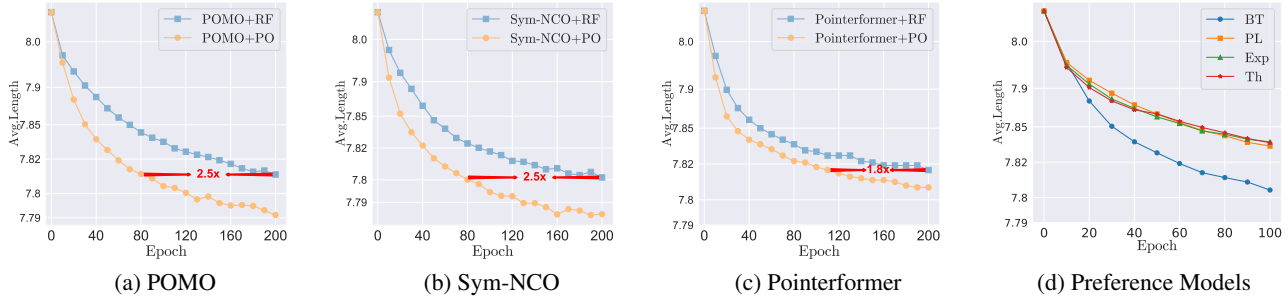 POMO+RF
POMO+PO
8.0
7.9
7.85
7.82
7.8
7.79
Avg.Length
2.5x
0 40 80 120 160 200
Epoch
(a) POMO
Sym-NCO+RF
Sym-NCO+PO
8.0
7.9
7.85
7.82
7.8
7.79
Avg.Length
2.5x
0 40 80 120 160 200
Epoch
(b) Sym-NCO
Pointerformer+RF
Pointerformer+PO
8.0
7.9
7.85
7.82
7.8
7.79
Avg.Length
1.8x
0 40 80 120 160 200
Epoch
(c) Pointerformer
BT
PL
Exp
Th
8.0
7.9
7.85
7.82
7.8
7.79
Avg.Length
0 20 40 60 80 100
Epoch
(d) Preference Models